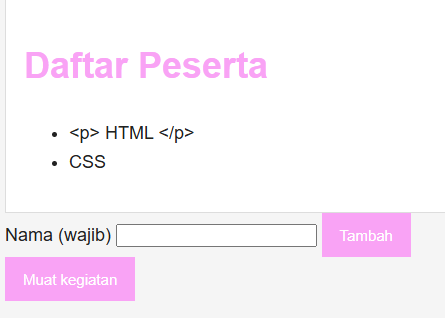 Daftar Peserta
<p> HTML </p>
CSS
Nama (wajib) Tambah
Muat kegiatan